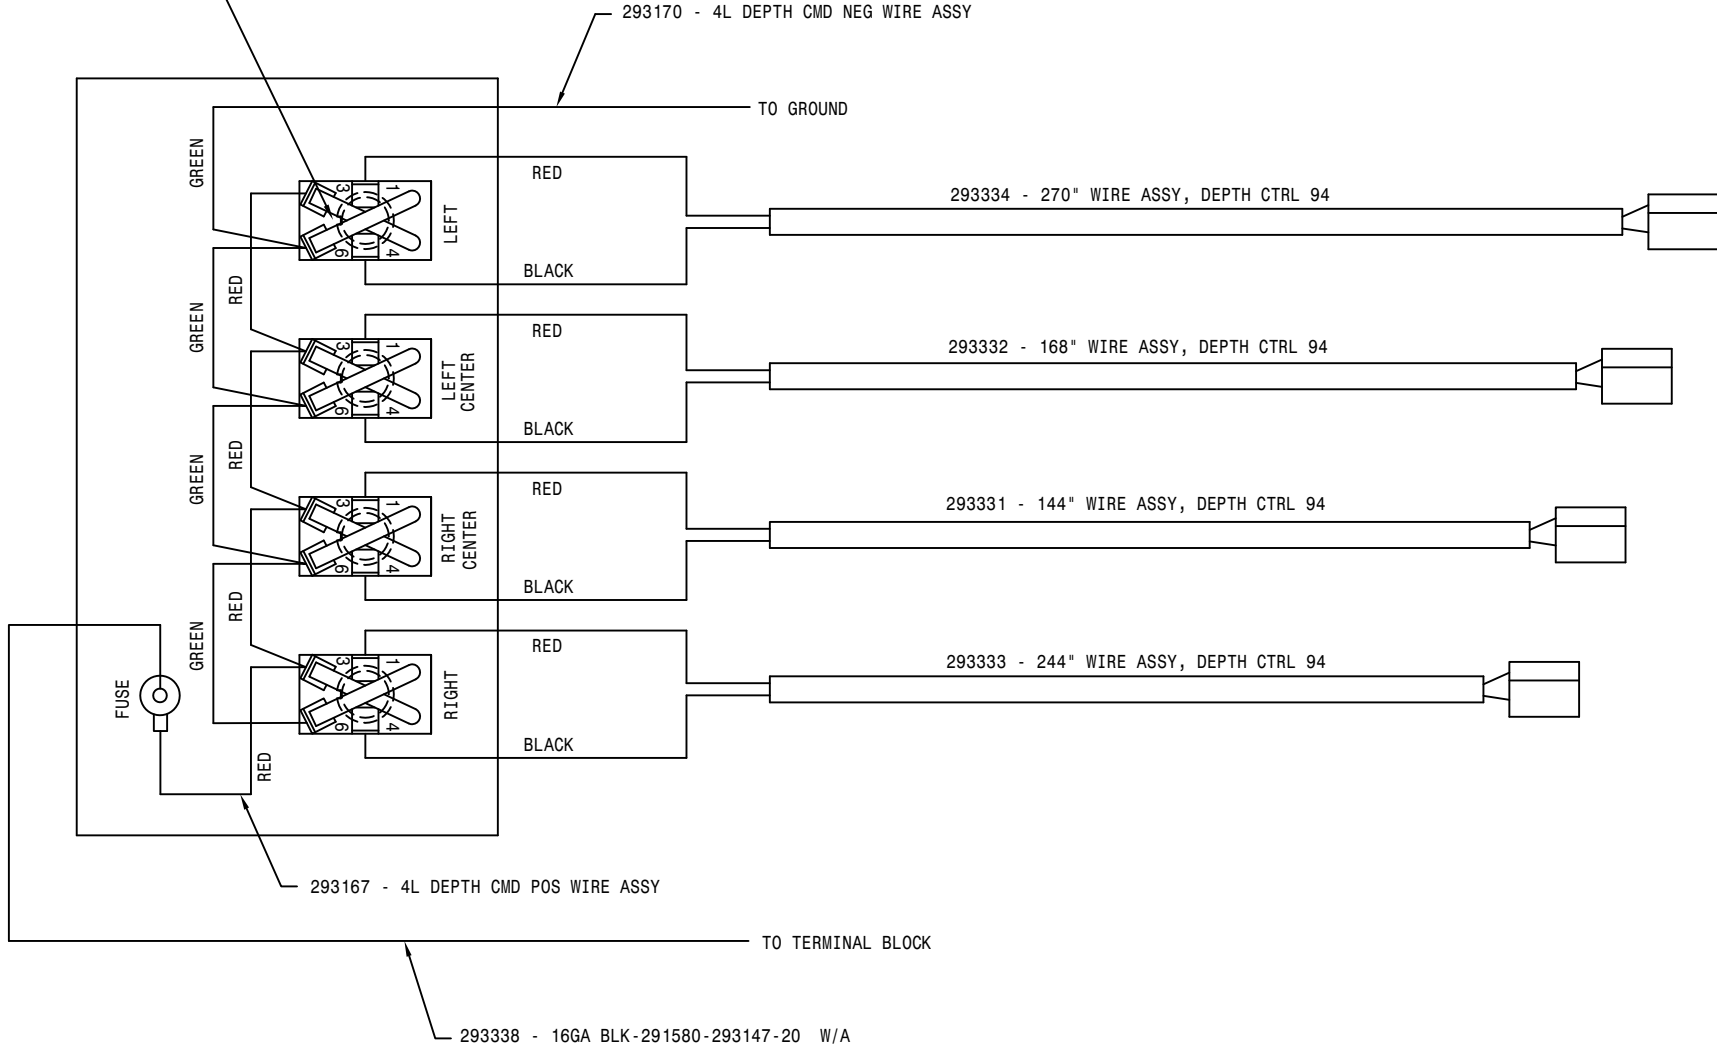 293170 - 4L DEPTH CMD NEG WIRE ASSY
TO GROUND
GREEN
RED
3
1
6
4
LEFT
BLACK
293334 - 270" WIRE ASSY, DEPTH CTRL 94
RED
GREEN
RED
3
1
6
4
LEFT
CENTER
BLACK
293332 - 168" WIRE ASSY, DEPTH CTRL 94
RED
GREEN
RED
3
1
6
4
RIGHT
CENTER
BLACK
293331 - 144" WIRE ASSY, DEPTH CTRL 94
RED
GREEN
RED
3
1
6
4
RIGHT
BLACK
293333 - 244" WIRE ASSY, DEPTH CTRL 94
FUSE
RED
293167 - 4L DEPTH CMD POS WIRE ASSY
TO TERMINAL BLOCK
293338 - 16GA BLK-291580-293147-20 W/A